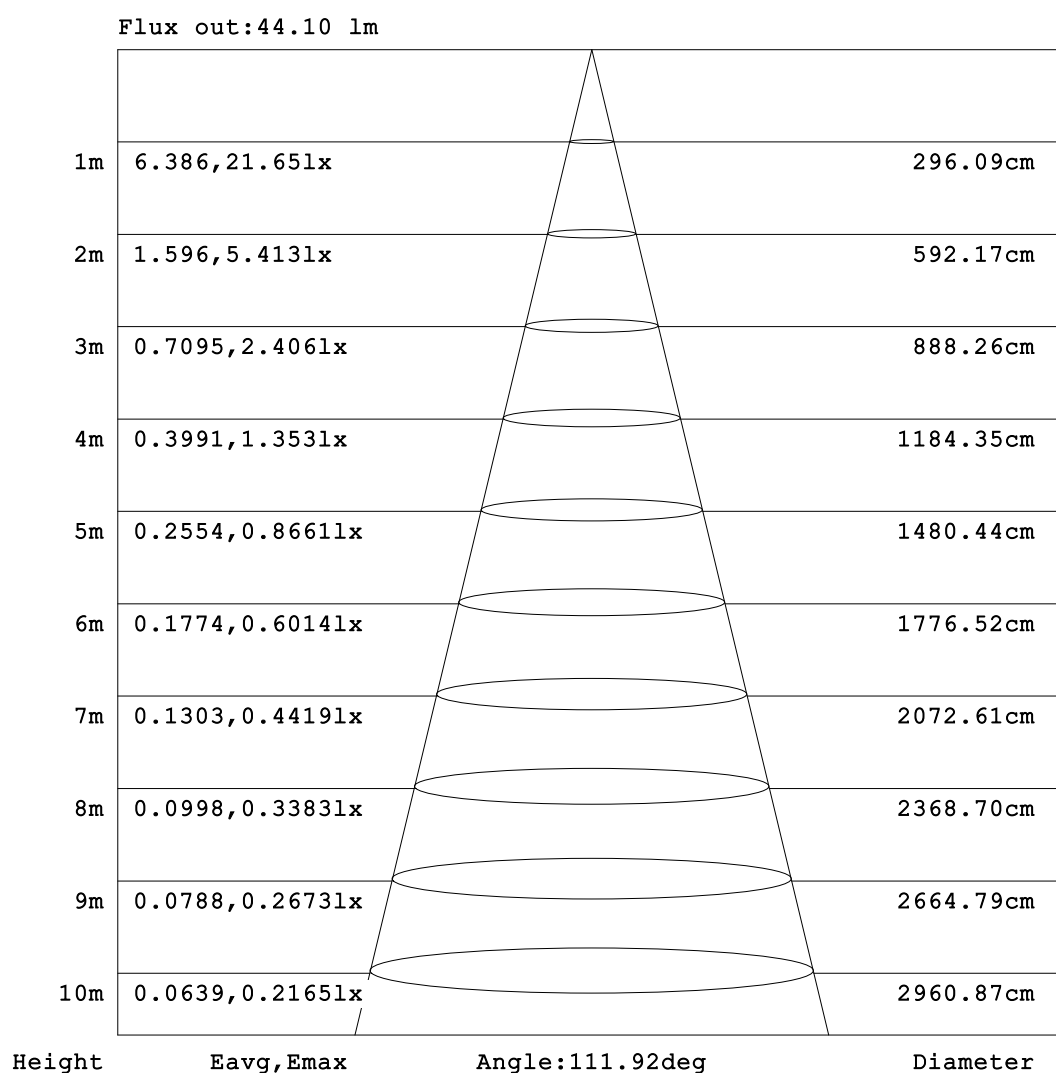 Flux out:44.10 lm
1m 6.386,21.65lx 296.09cm
2m 1.596,5.413lx 592.17cm
3m 0.7095,2.406lx 888.26cm
4m 0.3991,1.353lx 1184.35cm
5m 0.2554,0.8661lx 1480.44cm
6m 0.1774,0.6014lx 1776.52cm
7m 0.1303,0.4419lx 2072.61cm
8m 0.0998,0.3383lx 2368.70cm
9m 0.0788,0.2673lx 2664.79cm
10m 0.0639,0.2165lx 2960.87cm
Height Eavg,Emax Angle:111.92deg Diameter